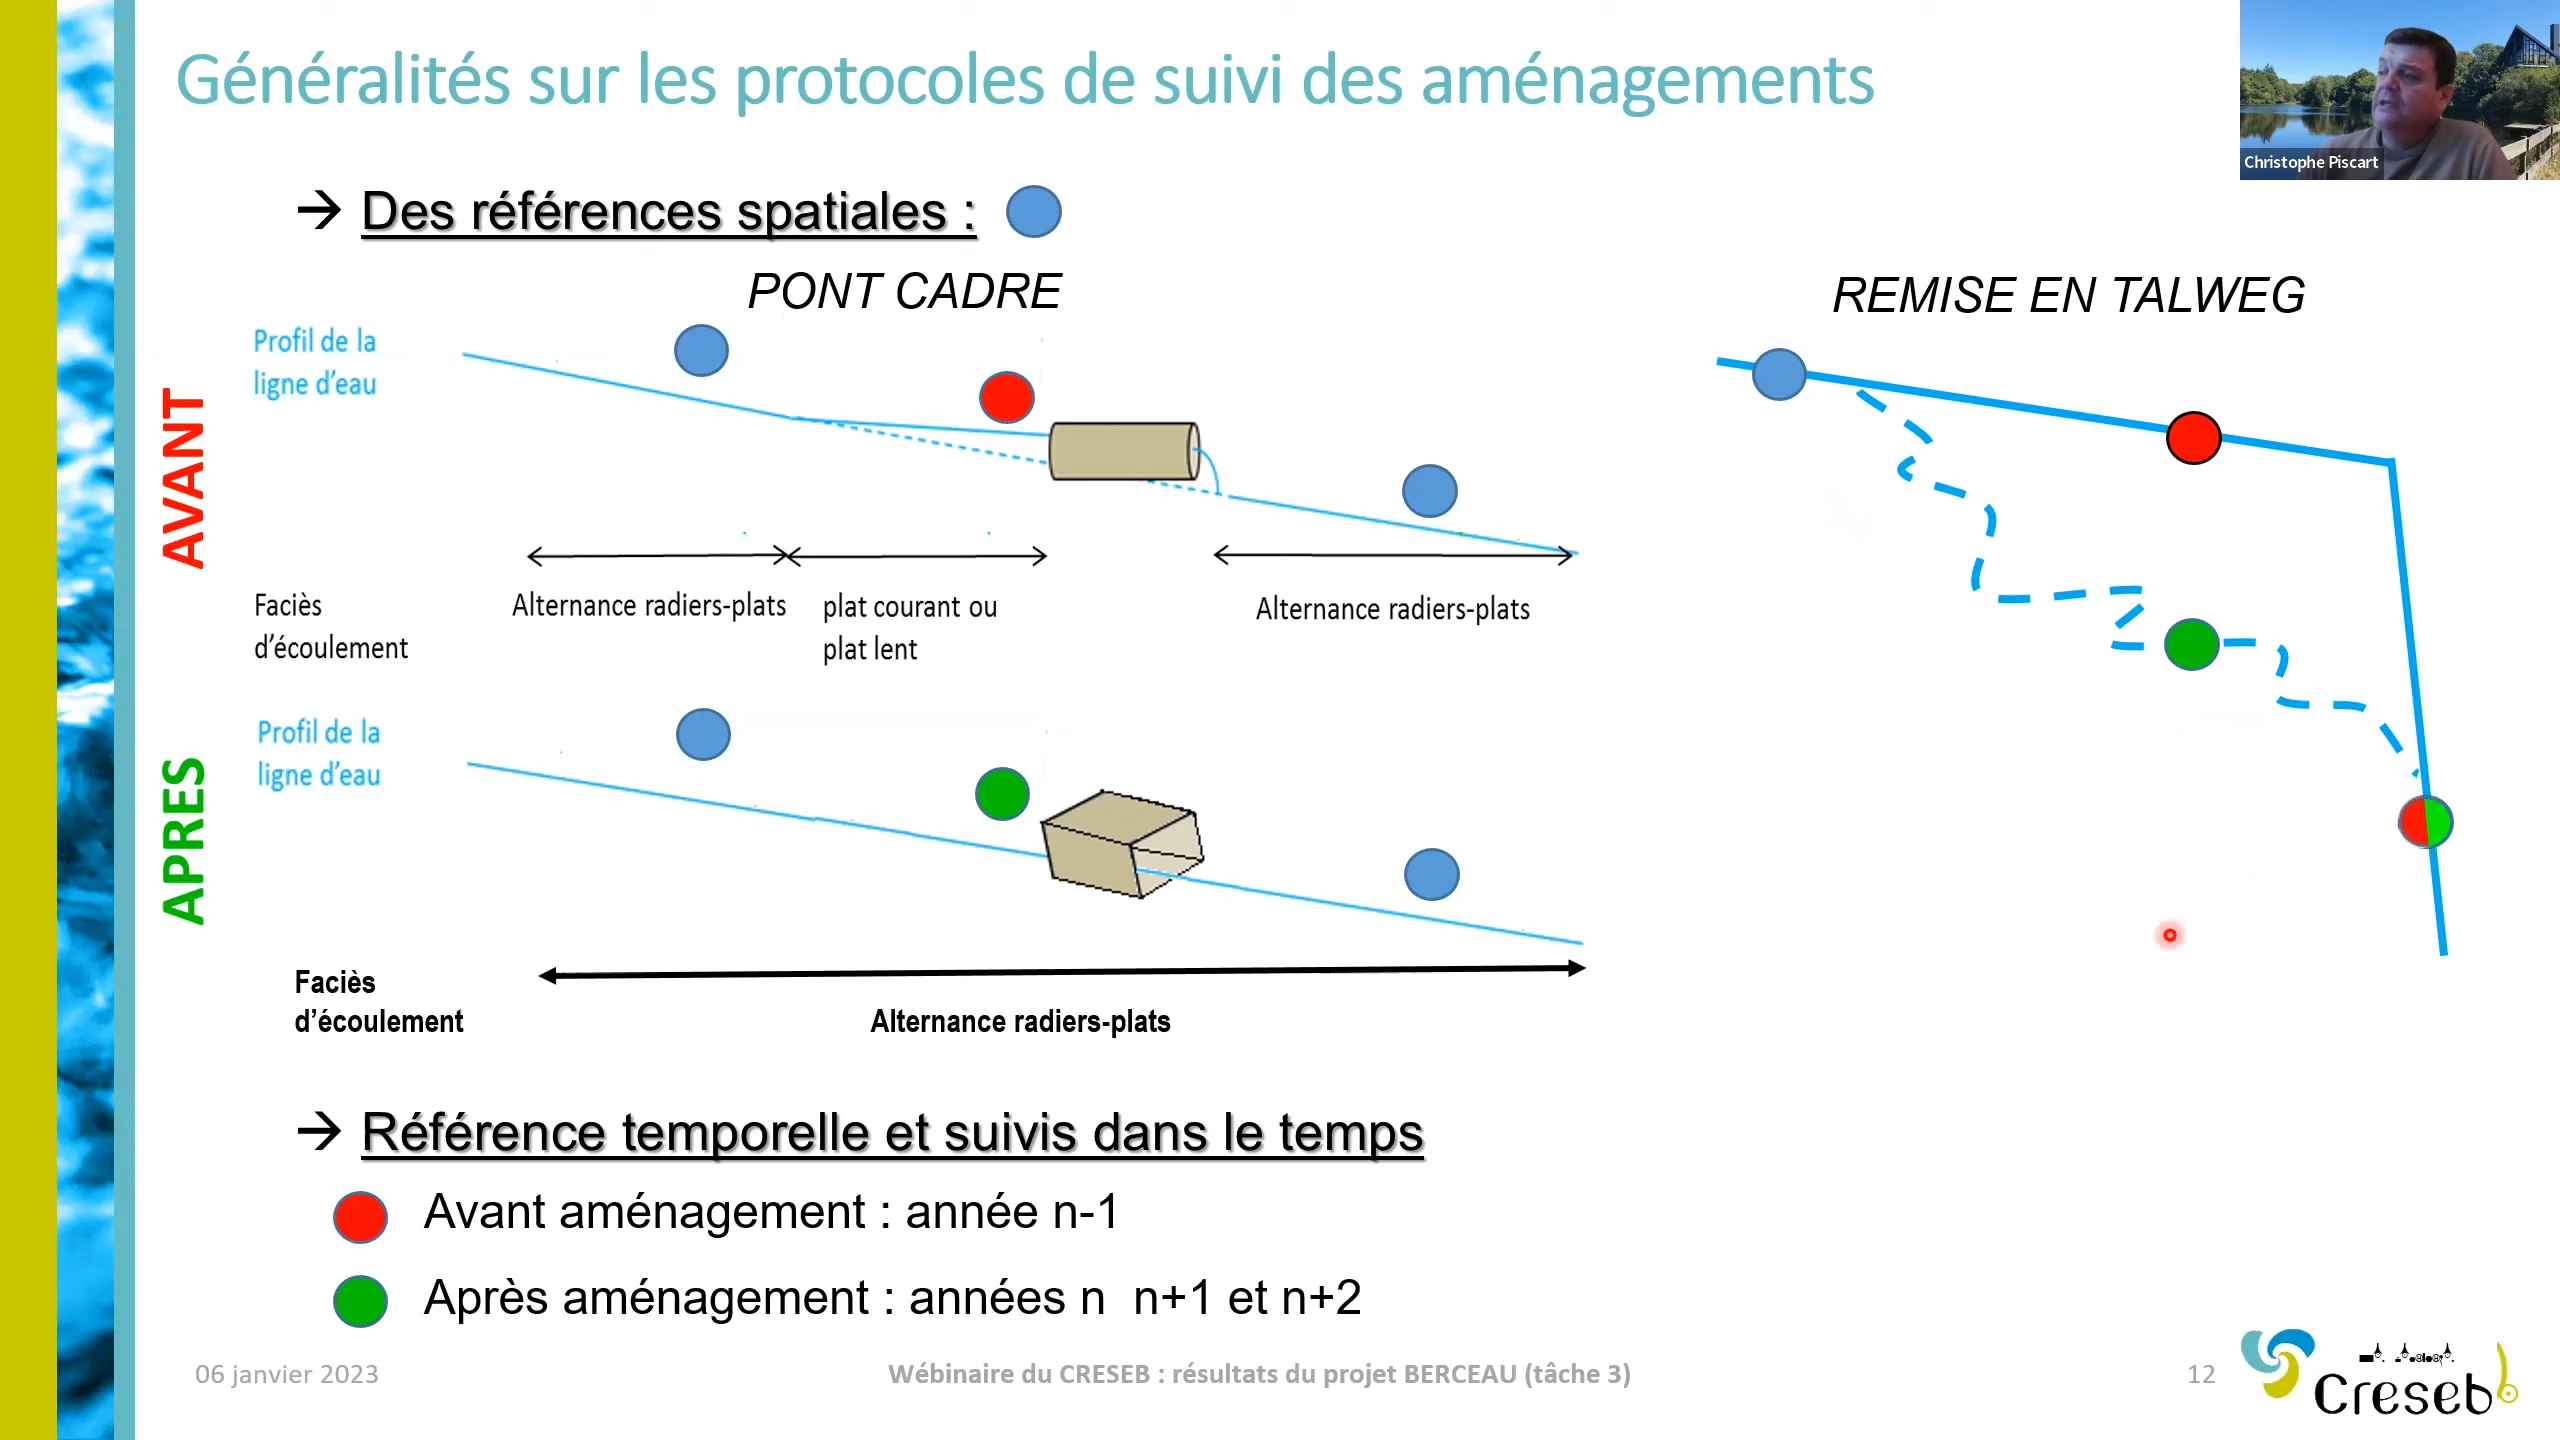 Généralités sur les protocoles de suivi des aménagements
Christophe Piscart
→ Des références spatiales :
PONT CADRE
REMISE EN TALWEG
AVANT
Profil de la
ligne d'eau
Faciès
d'écoulement
Alternance radiers-plats
plat courant ou
plat lent
Alternance radiers-plats
APRES
Profil de la
ligne d'eau
Faciès
d'écoulement
Alternance radiers-plats
→ Référence temporelle et suivis dans le temps
Avant aménagement : année n-1
Après aménagement : années n  n+1 et n+2
06 janvier 2023
Wébinaire du CRESEB : résultats du projet BERCEAU (tâche 3)
12
Creseb